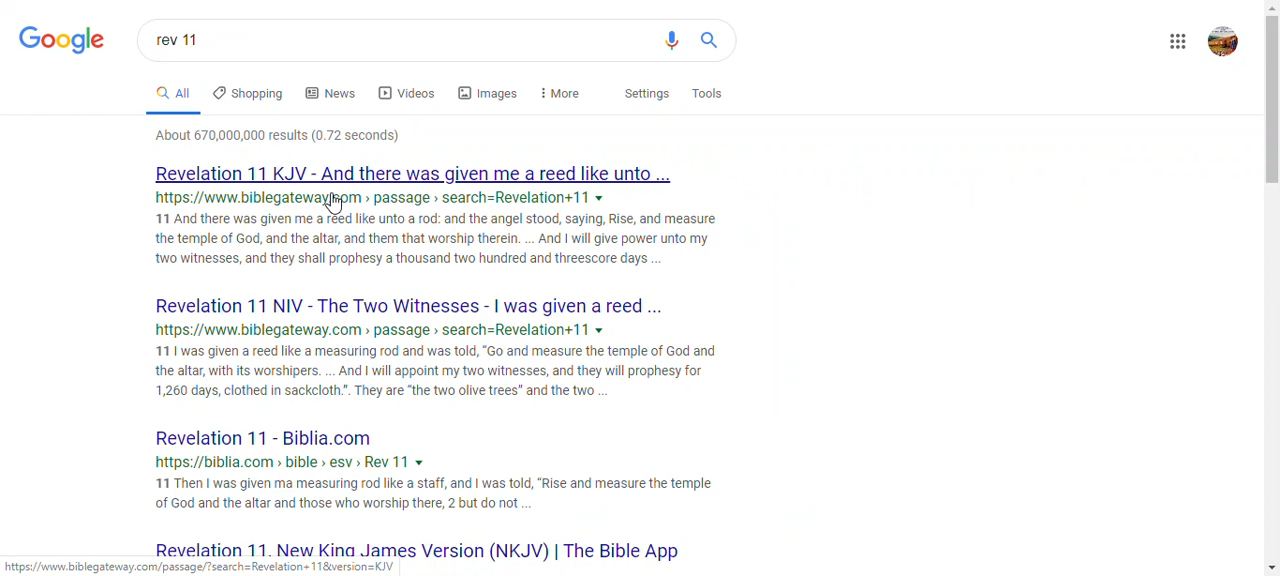 Google
rev 11
All Shopping News Videos Images More Settings Tools
About 670,000,000 results (0.72 seconds)
Revelation 11 KJV - And there was given me a reed like unto ...
https://www.biblegateway.com › passage › search=Revelation+11
11 And there was given me a reed like unto a rod: and the angel stood, saying, Rise, and measure
the temple of God, and the altar, and them that worship therein. ... And I will give power unto my
two witnesses, and they shall prophesy a thousand two hundred and threescore days ...
Revelation 11 NIV - The Two Witnesses - I was given a reed ...
https://www.biblegateway.com › passage › search=Revelation+11
11 I was given a reed like a measuring rod and was told, “Go and measure the temple of God and
the altar, with its worshipers. ... And I will appoint my two witnesses, and they will prophesy for
1,260 days, clothed in sackcloth.”. They are “the two olive trees” and the two ...
Revelation 11 - Biblia.com
https://biblia.com › bible › esv › Rev 11
11 Then I was given ma measuring rod like a staff, and I was told, “Rise and measure the temple
of God and the altar and those who worship there, 2 but do not ...
Revelation 11, New King James Version (NKJV) | The Bible App
https://www.biblegateway.com/passage/?search=Revelation+11&version=KJV